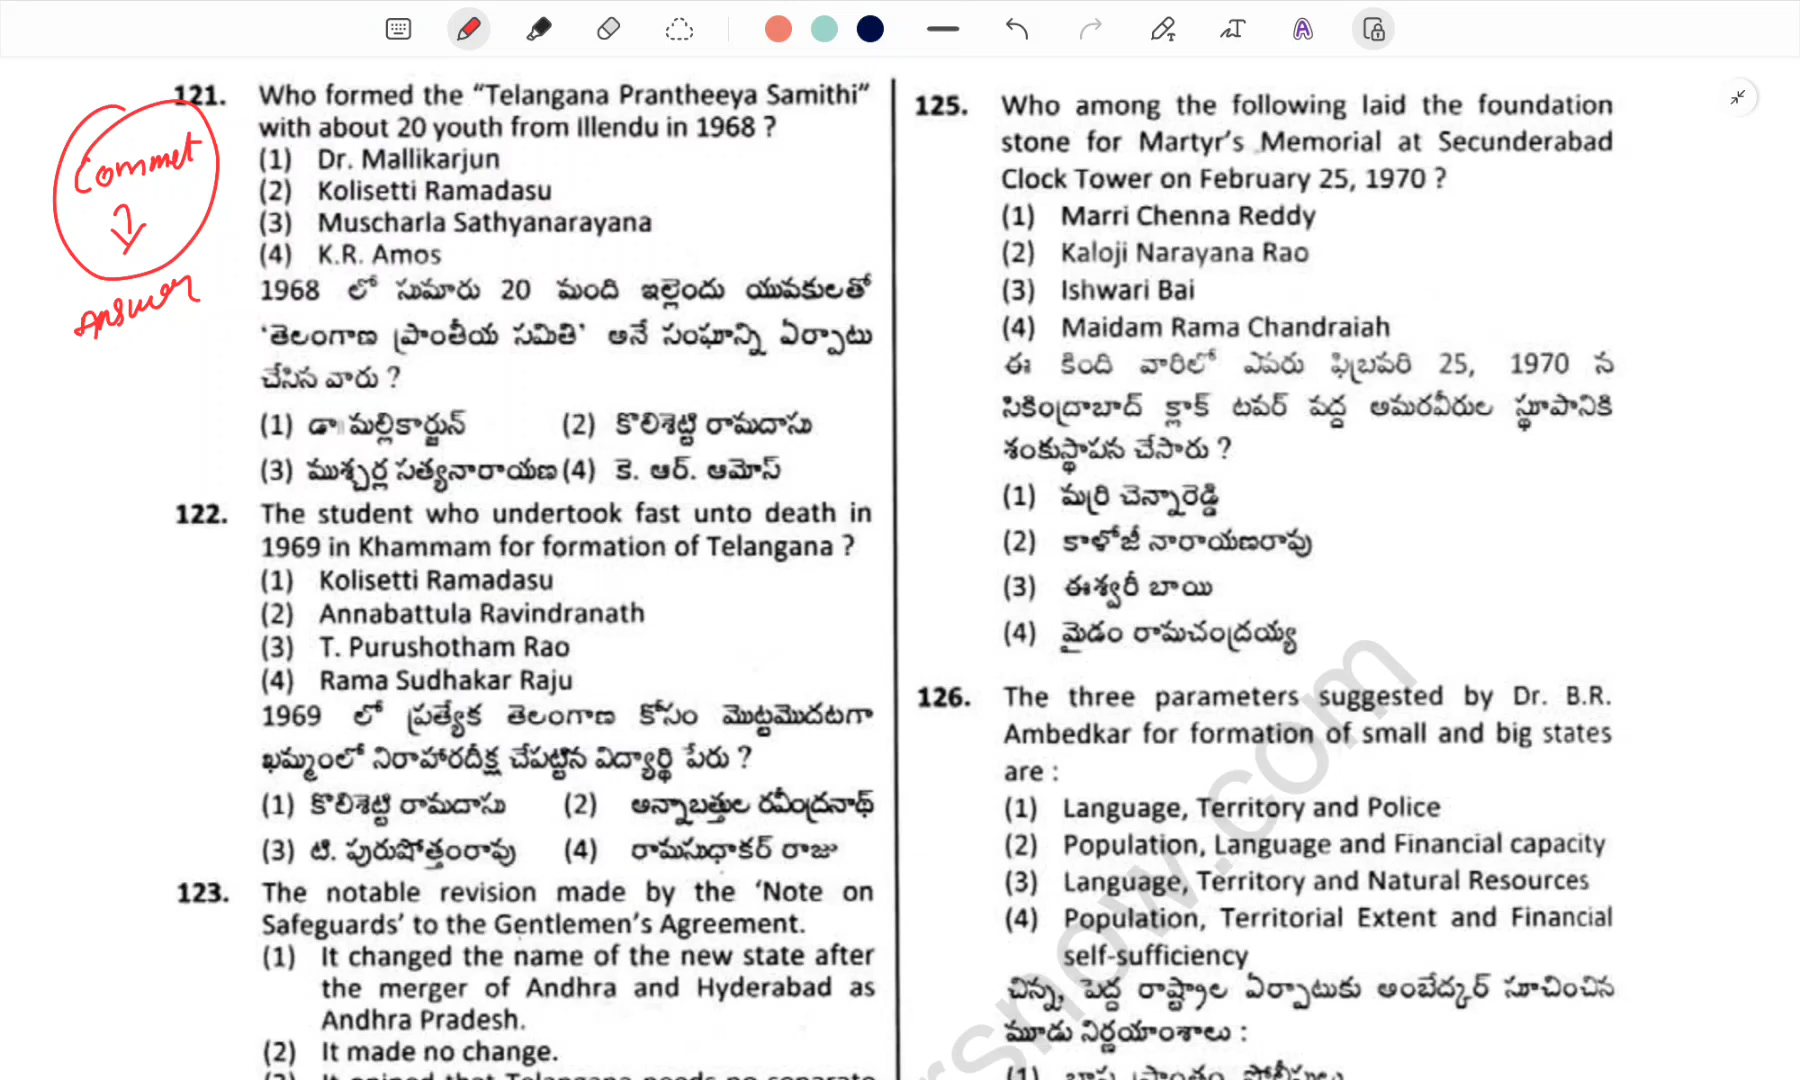 121. Who formed the “Telangana Prantheeya Samithi”
with about 20 youth from Illendu in 1968 ?
(1) Dr. Mallikarjun
(2) Kolisetti Ramadasu
(3) Muscharla Sathyanarayana
(4) K.R. Amos
1968 లో సుమారు 20 మంది ఇల్లెందు యువకులతో
‘తెలంగాణ ప్రాంతీయ సమితి’ అనే సంఘాన్ని ఏర్పాటు
చేసిన వారు ?
(1) డా॥ మల్లికార్జున్ (2) కొలిశెట్టి రామదాసు
(3) ముశ్చర్ల సత్యనారాయణ (4) కె. ఆర్. ఆమోస్
Commet
Answer
122. The student who undertook fast unto death in
1969 in Khammam for formation of Telangana ?
(1) Kolisetti Ramadasu
(2) Annabattula Ravindranath
(3) T. Purushotham Rao
(4) Rama Sudhakar Raju
1969 లో ప్రత్యేక తెలంగాణ కోసం మొట్టమొదటగా
ఖమ్మంలో నిరాహారదీక్ష చేపట్టిన విద్యార్థి పేరు ?
(1) కొలిశెట్టి రామదాసు (2) అన్నాబత్తుల రవీంద్రనాథ్
(3) టి. పురుషోత్తంరావు (4) రామసుధాకర్ రాజు
123. The notable revision made by the ‘Note on
Safeguards’ to the Gentlemen’s Agreement.
(1) It changed the name of the new state after
the merger of Andhra and Hyderabad as
Andhra Pradesh.
(2) It made no change.
(3) It opined that Telangana needs no separate
125. Who among the following laid the foundation
stone for Martyr’s Memorial at Secunderabad
Clock Tower on February 25, 1970 ?
(1) Marri Chenna Reddy
(2) Kaloji Narayana Rao
(3) Ishwari Bai
(4) Maidam Rama Chandraiah
ఈ కింది వారిలో ఎవరు ఫిబ్రవరి 25, 1970 న
సికింద్రాబాద్ క్లాక్ టవర్ వద్ద అమరవీరుల స్థూపానికి
శంకుస్థాపన చేసారు ?
(1) మర్రి చెన్నారెడ్డి
(2) కాళోజీ నారాయణరావు
(3) ఈశ్వరీ బాయి
(4) మైడం రామచంద్రయ్య
126. The three parameters suggested by Dr. B.R.
Ambedkar for formation of small and big states
are :
(1) Language, Territory and Police
(2) Population, Language and Financial capacity
(3) Language, Territory and Natural Resources
(4) Population, Territorial Extent and Financial
self-sufficiency
చిన్న, పెద్ద రాష్ట్రాల ఏర్పాటుకు అంబేద్కర్ సూచించిన
మూడు నిర్ణయాంశాలు :
(1) భాష, ప్రాంతం, పోలీసులు
rsnow.com